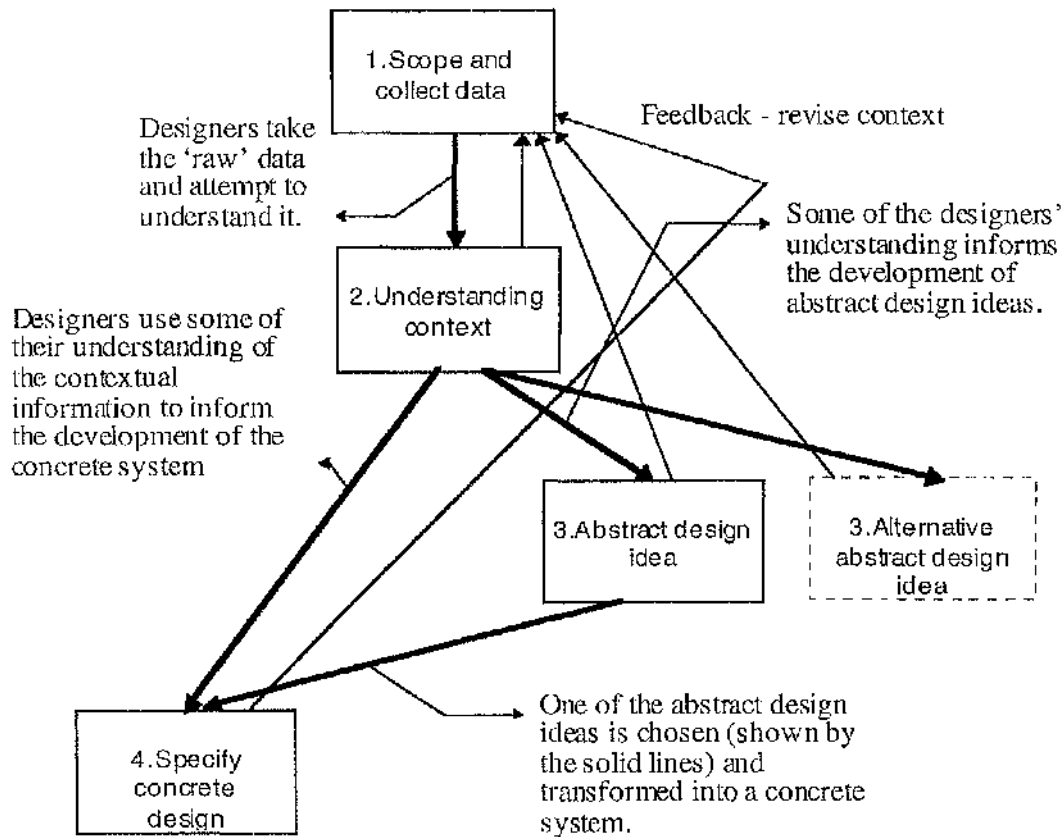 1.Scope and
collect data
Feedback - revise context
Designers take
the ‘raw’ data
and attempt to
understand it.
Some of the designers’
understanding informs
the development of
abstract design ideas.
2.Understanding
context
Designers use some of
their understanding of
the contextual
information to inform
the development of the
concrete system
3.Abstract design
idea
3.Alternative
abstract design
idea
One of the abstract design
ideas is chosen (shown by
the solid lines) and
transformed into a concrete
system.
4.Specify
concrete
design